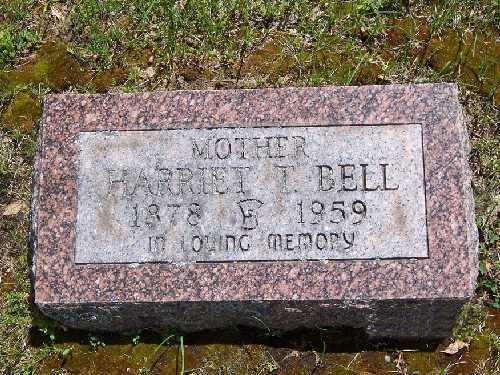 MOTHER
HARRIET T. BELL
1878 1959
IN LOVING MEMORY